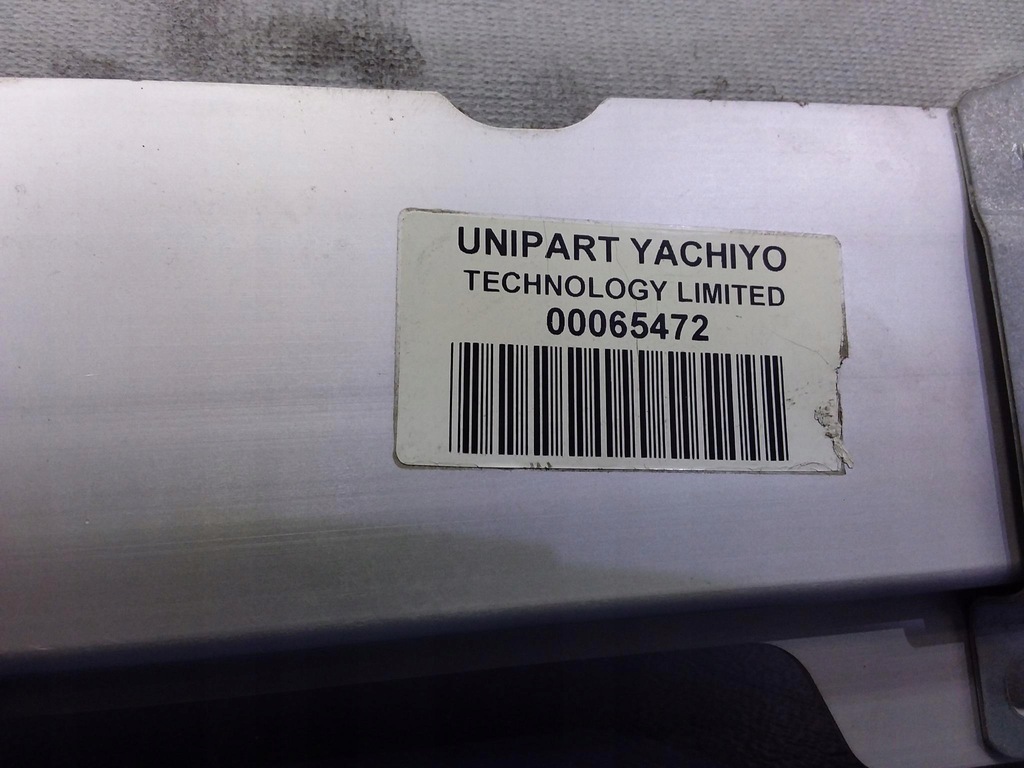 UNIPART YACHIYO
TECHNOLOGY LIMITED
00065472